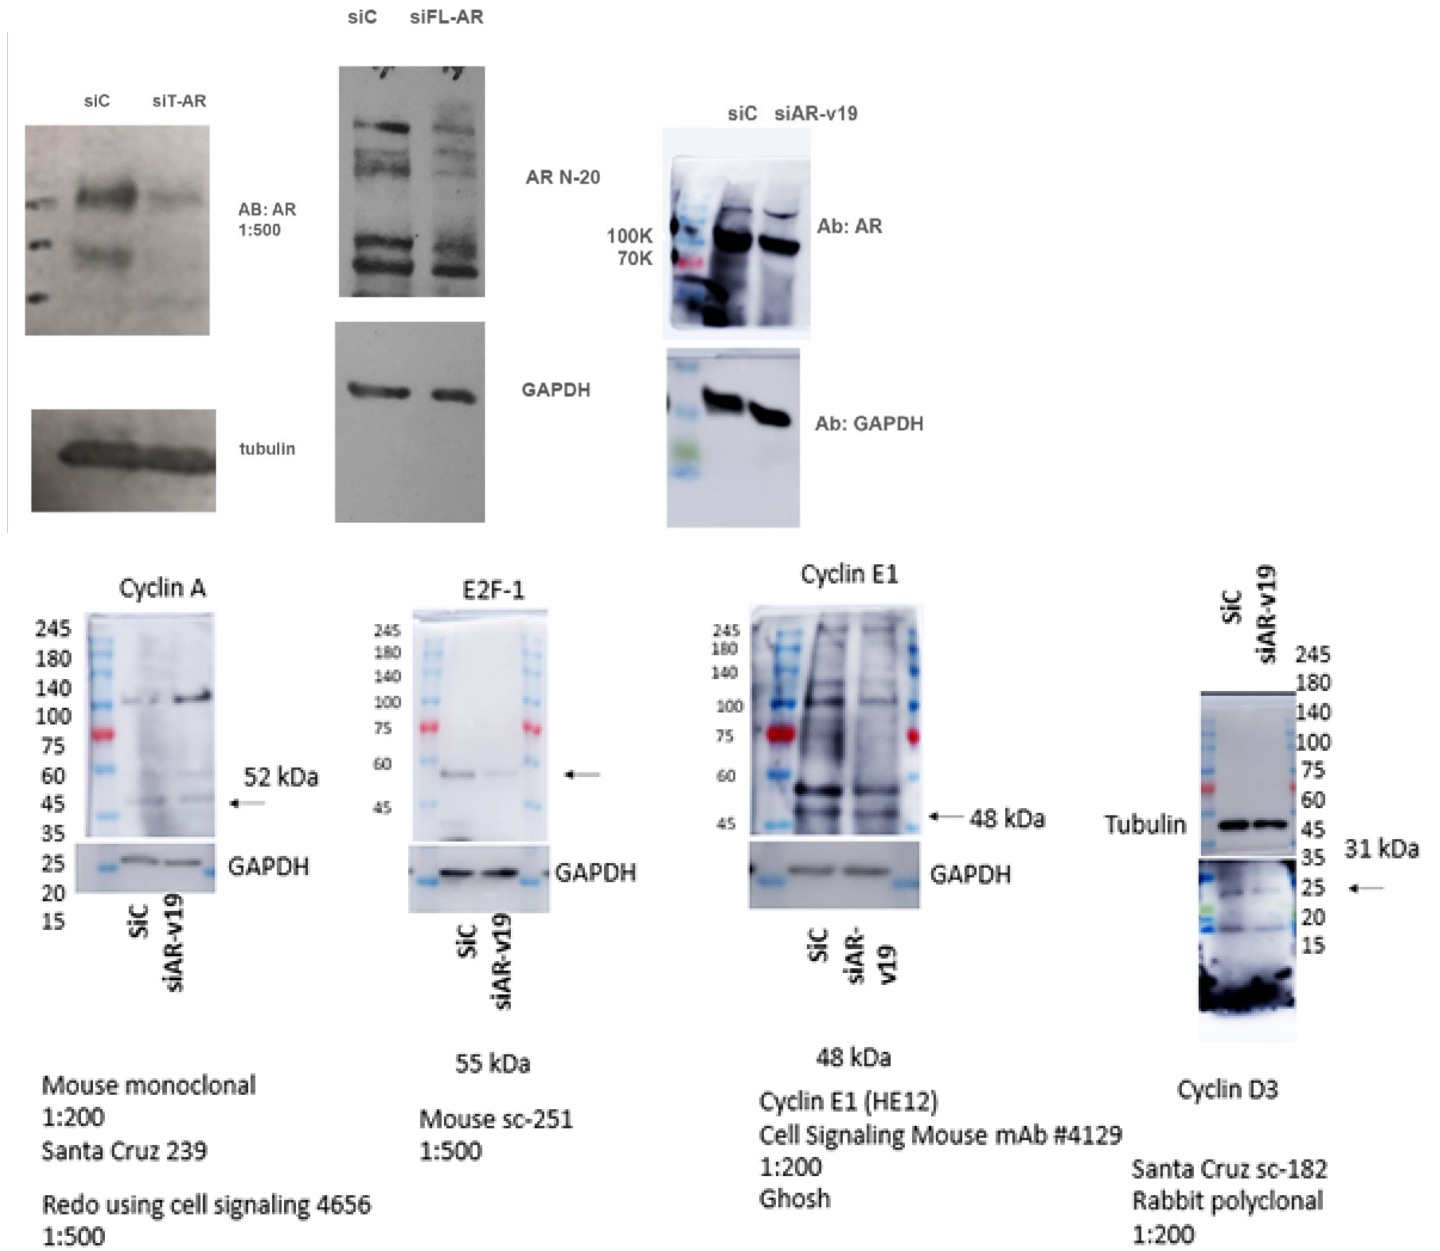 siC siFL-AR
siC siT-AR
siC siAR-v19
AR N-20
AB: AR
1:500
Ab: AR
100K
70K
GAPDH
Ab: GAPDH
tubulin
Cyclin A
245
180
140
100
75
60
45
35
25
20
15
52 kDa
GAPDH
SiC
siAR-v19
Mouse monoclonal
1:200
Santa Cruz 239
Redo using cell signaling 4656
1:500
E2F-1
245
180
140
100
75
60
45
GAPDH
SiC
siAR-v19
55 kDa
Mouse sc-251
1:500
Cyclin E1
245
180
140
100
75
60
45
48 kDa
GAPDH
SiC
siAR-
v19
48 kDa
Cyclin E1 (HE12)
Cell Signaling Mouse mAb #4129
1:200
Ghosh
SiC
siAR-v19
245
180
140
100
75
60
45
35
25
20
15
Tubulin
31 kDa
Cyclin D3
Santa Cruz sc-182
Rabbit polyclonal
1:200